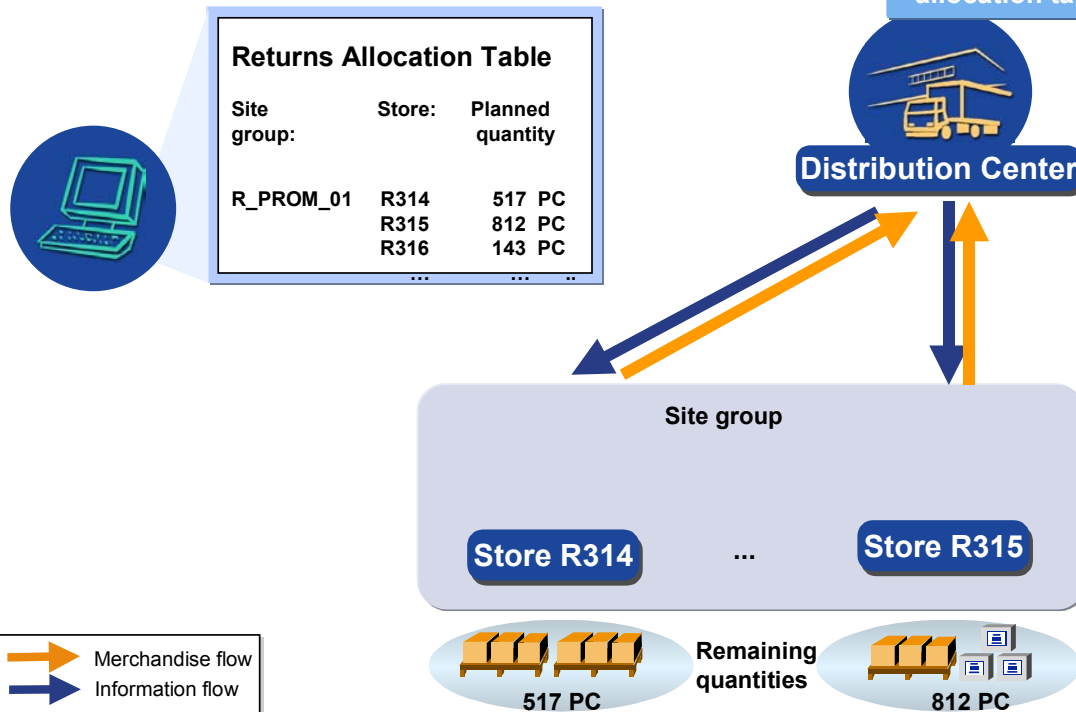 allocation
Returns Allocation Table
Site group: Store: Planned quantity
R_PROM_01 R314 517 PC
R315 812 PC
R316 143 PC
... ... ..
Distribution Center
Site group
Store R314 ... Store R315
Remaining quantities
517 PC 812 PC
Merchandise flow
Information flow